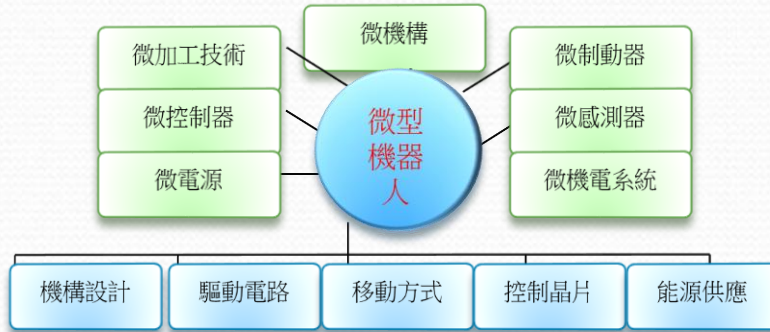 微機構
微加工技術
微制動器
微控制器
微型
機器
人
微感測器
微電源
微機電系統
機構設計
驅動電路
移動方式
控制晶片
能源供應